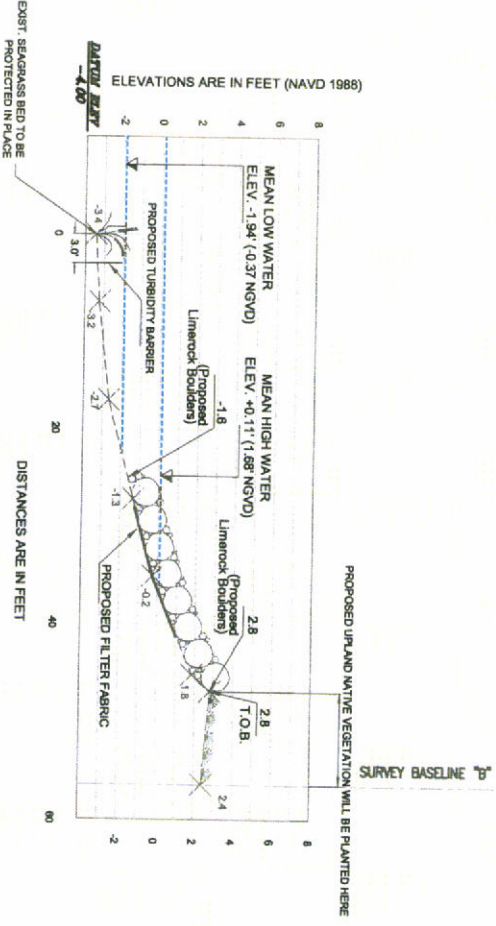 ELEVATIONS ARE IN FEET (NAVD 1988)
8
6
4
2
0
-2
DATUM ELEV
-4.00
EXIST. SEAGRASS BED TO BE
PROTECTED IN PLACE
MEAN LOW WATER
ELEV. -1.94' (-0.37 NGVD)
MEAN HIGH WATER
ELEV. +0.11' (1.68' NGVD)
PROPOSED TURBIDITY BARRIER
3.0'
-3.4
-3.2
-2.7
-1.6
(Proposed
Limerock
Boulders)
-1.3
-0.2
PROPOSED FILTER FABRIC
1.8
2.8
(Proposed
Limerock
Boulders)
2.8
T.O.B.
2.4
PROPOSED UPLAND NATIVE VEGETATION WILL BE PLANTED HERE
SURVEY BASELINE "B"
0
20
40
60
DISTANCES ARE IN FEET
8
6
4
2
0
-2